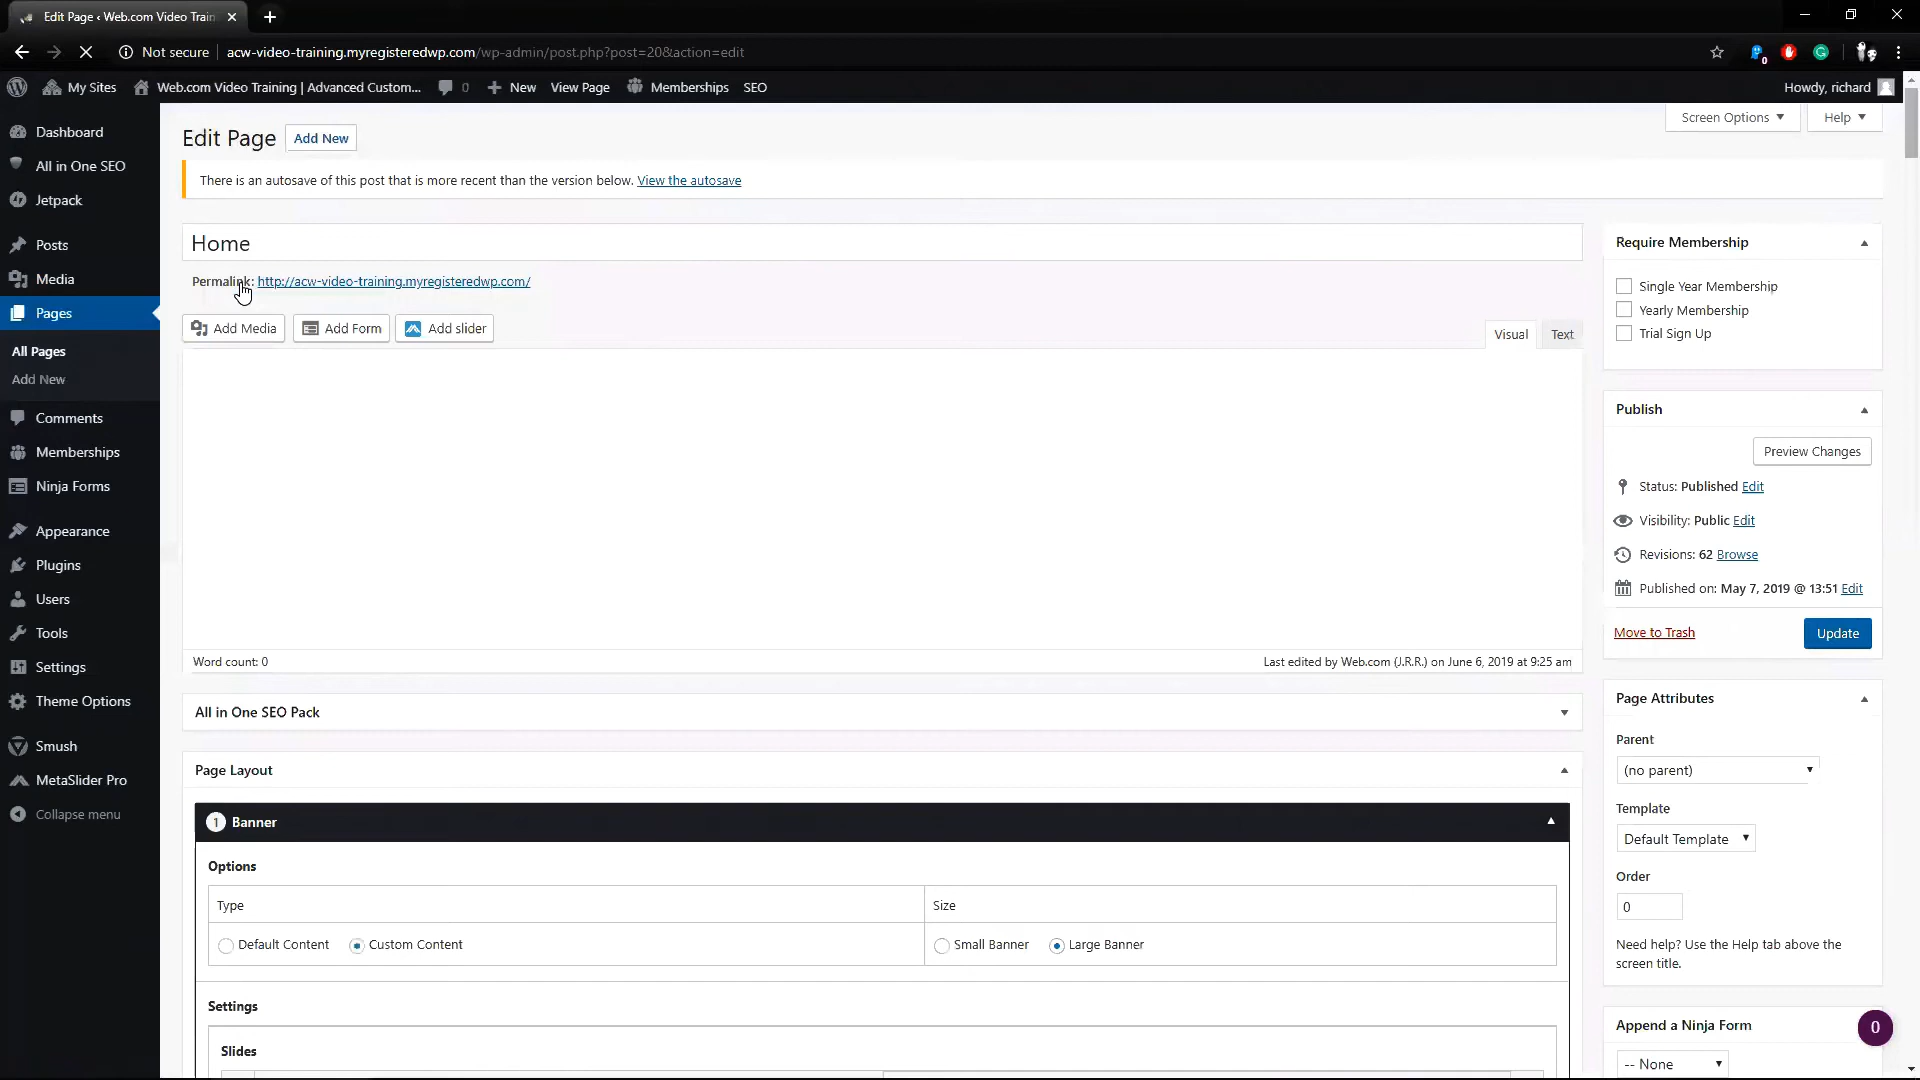 Edit Page ‹ Web.com Video Train
Not secure
acw-video-training.myregisteredwp.com/wp-admin/post.php?post=20&action=edit
0
My Sites
Web.com Video Training | Advanced Custom...
0
New
View Page
Memberships
SEO
Howdy, richard
Dashboard
All in One SEO
Jetpack
Posts
Media
Pages
All Pages
Add New
Comments
Memberships
Ninja Forms
Appearance
Plugins
Users
Tools
Settings
Theme Options
Smush
MetaSlider Pro
Collapse menu
Screen Options
Help
Edit Page
Add New
There is an autosave of this post that is more recent than the version below. View the autosave
Home
Permalink: http://acw-video-training.myregisteredwp.com/
Add Media
Add Form
Add slider
Visual
Text
Word count: 0
Last edited by Web.com (J.R.R.) on June 6, 2019 at 9:25 am
All in One SEO Pack
Page Layout
1 Banner
Options
Type
Size
Default Content
Custom Content
Small Banner
Large Banner
Settings
Slides
Require Membership
Single Year Membership
Yearly Membership
Trial Sign Up
Publish
Preview Changes
Status: Published Edit
Visibility: Public Edit
Revisions: 62 Browse
Published on: May 7, 2019 @ 13:51 Edit
Move to Trash
Update
Page Attributes
Parent
(no parent)
Template
Default Template
Order
0
Need help? Use the Help tab above the
screen title.
Append a Ninja Form
0
-- None